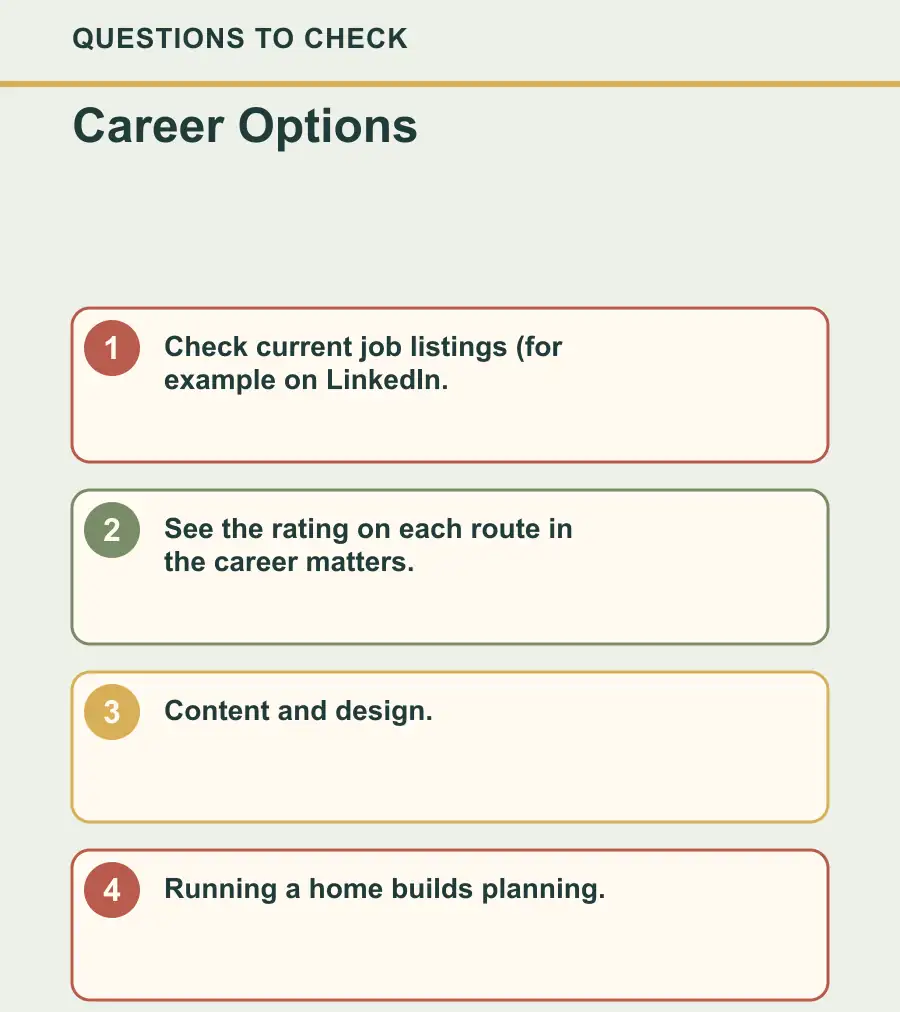 QUESTIONS TO CHECK
Career Options
1
Check current job listings (for
example on LinkedIn.
2
See the rating on each route in
the career matters.
3
Content and design.
4
Running a home builds planning.